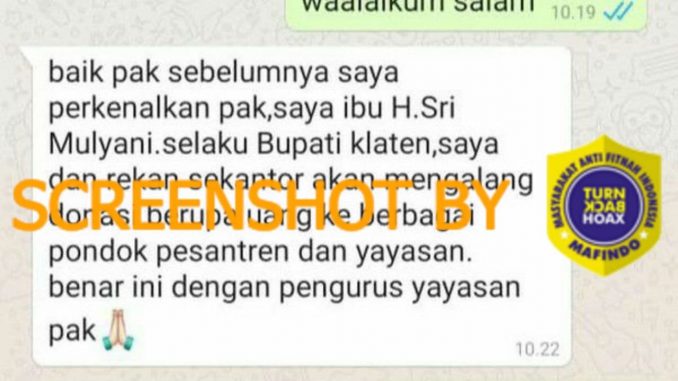 waalaikum salam
10.19
baik pak sebelumnya saya
perkenalkan pak,saya ibu H.Sri
Mulyani.selaku Bupati klaten,saya
dan rekan sekantor akan mengalang
donasi berupa uang ke berbagai
pondok pesantren dan yayasan.
benar ini dengan pengurus yayasan
pak🙏🏻
10.22
SCREENSHOT BY
MASYARAKAT ANTI FITNAH INDONESIA
TURN
BACK
HOAX
MAFINDO